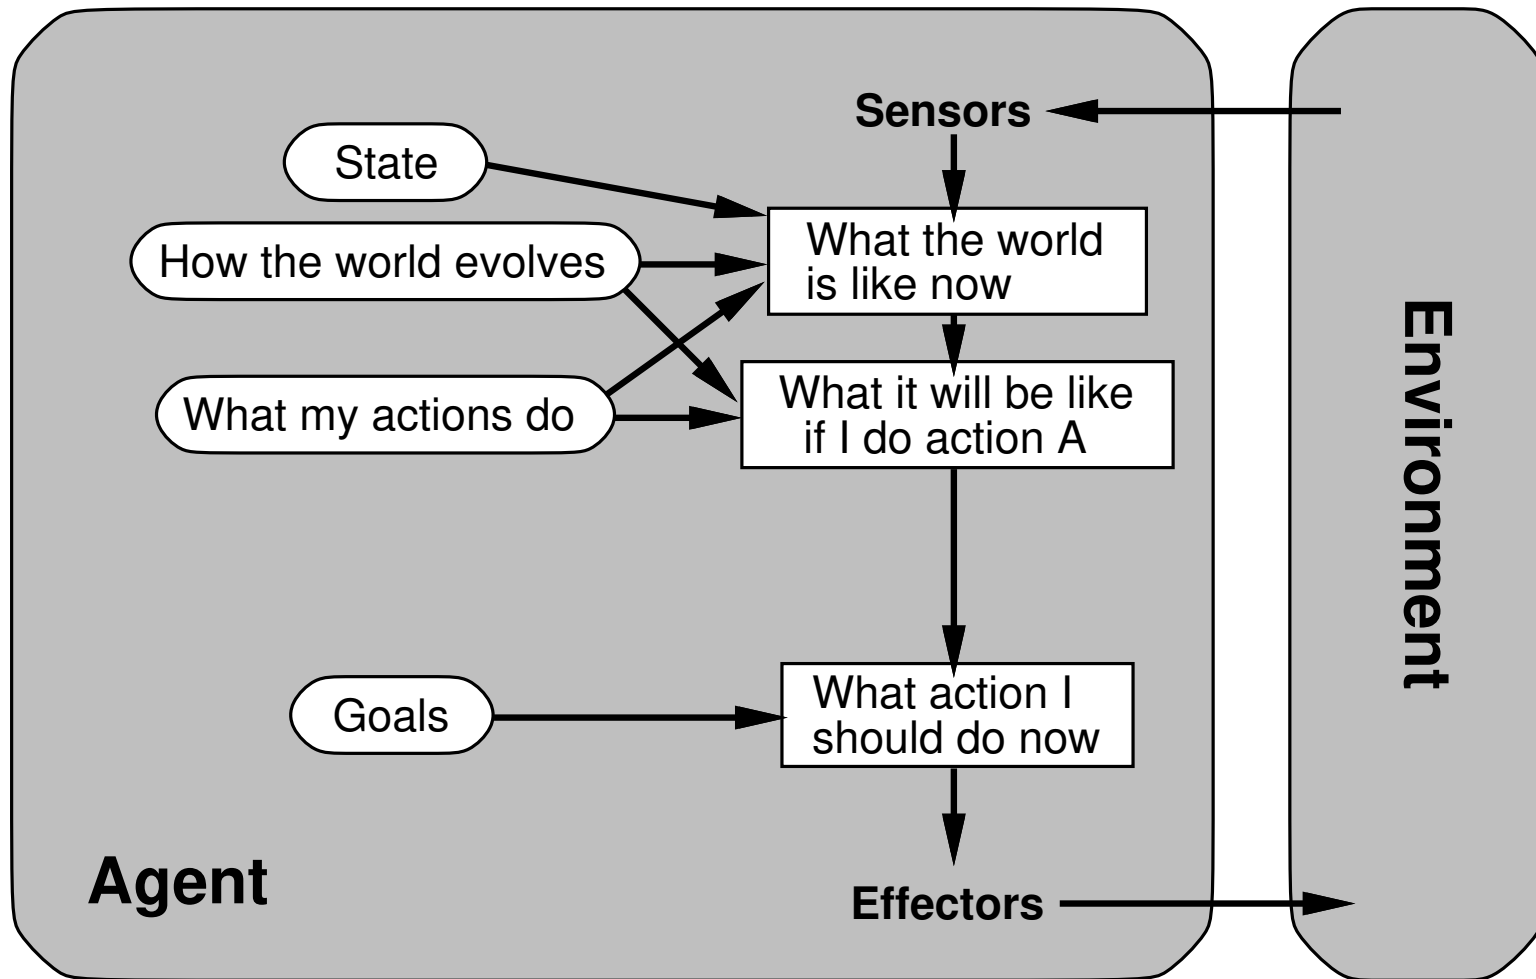 Sensors
State
What the world
is like now
How the world evolves
What it will be like
if I do action A
What my actions do
Goals
What action I
should do now
Agent
Effectors
Environment